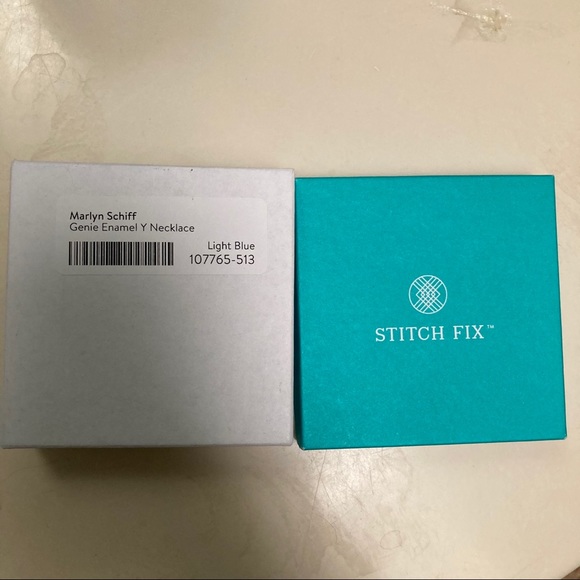 Marlyn Schiff
Genie Enamel Y Necklace
Light Blue
107765-513
STITCH FIX™